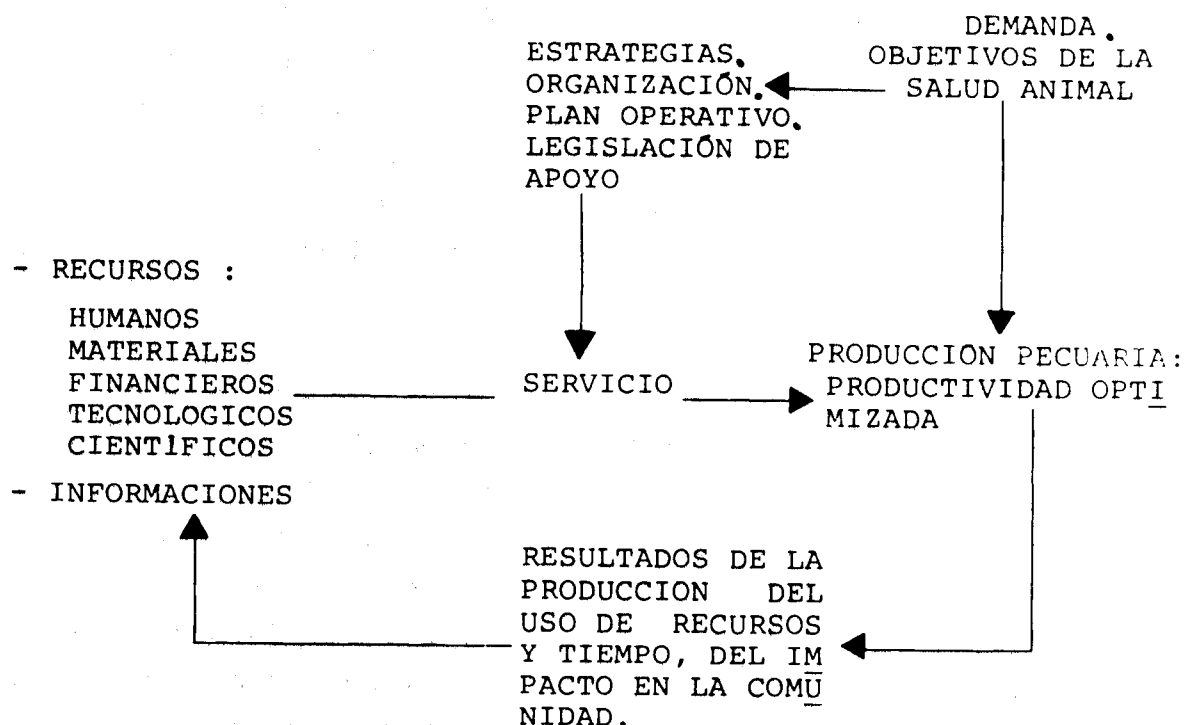 DEMANDA.
OBJETIVOS DE LA
SALUD ANIMAL
ESTRATEGIAS.
ORGANIZACIÓN.
PLAN OPERATIVO.
LEGISLACIÓN DE
APOYO
- RECURSOS :
HUMANOS
MATERIALES
FINANCIEROS
TECNOLOGICOS
CIENTÍFICOS
- INFORMACIONES
SERVICIO
PRODUCCION PECUARIA:
PRODUCTIVIDAD OPTI
MIZADA
RESULTADOS DE LA
PRODUCCION DEL
USO DE RECURSOS
Y TIEMPO, DEL IM
PACTO EN LA COMU
NIDAD.